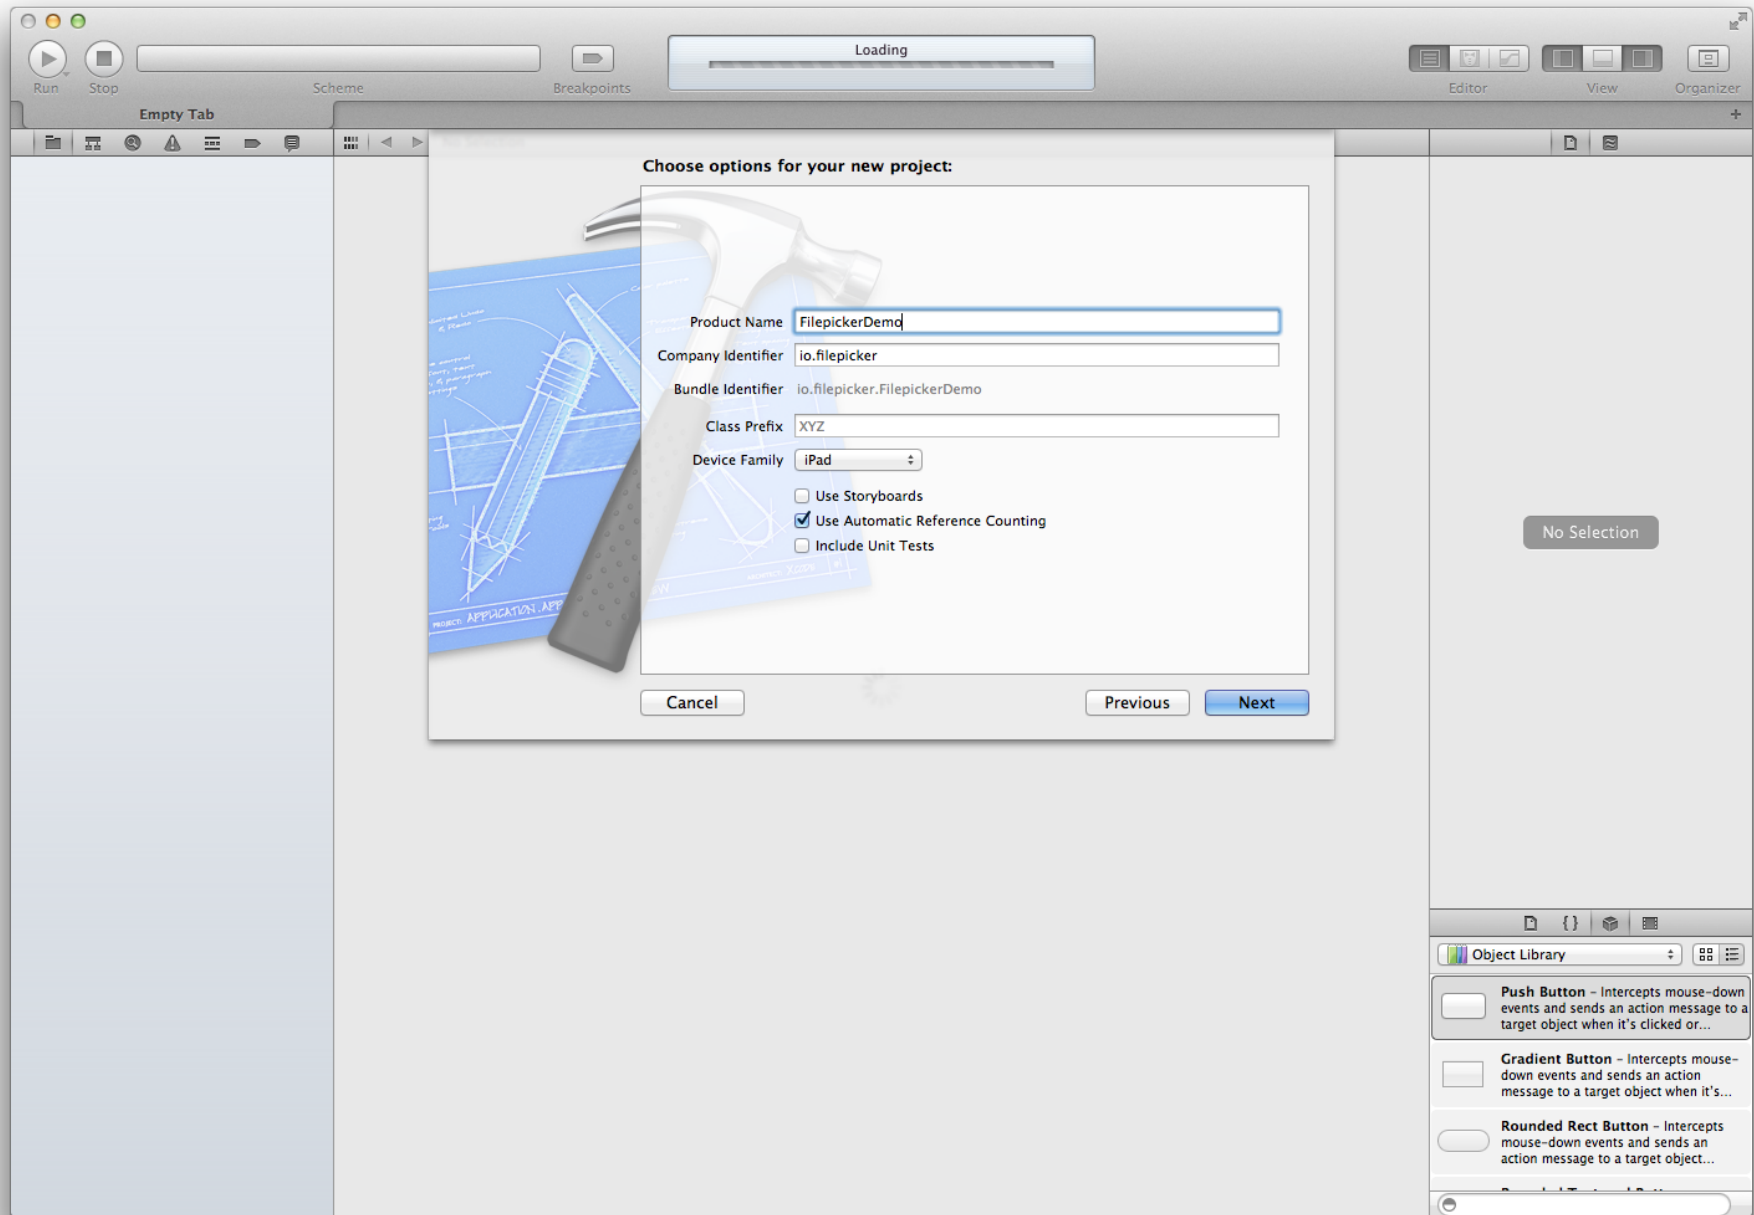 Loading
Run
Stop
Scheme
Breakpoints
Editor
View
Organizer
Empty Tab
Choose options for your new project:
Product Name FilepickerDemo
Company Identifier io.filepicker
Bundle Identifier io.filepicker.FilepickerDemo
Class Prefix XYZ
Device Family iPad
Use Storyboards
Use Automatic Reference Counting
Include Unit Tests
PROJECT: APPLICATION.APP
ARCHITECT: XCODE
Cancel
Previous
Next
No Selection
Object Library
Push Button - Intercepts mouse-down
events and sends an action message to a
target object when it's clicked or...
Gradient Button - Intercepts mouse-
down events and sends an action
message to a target object when it's...
Rounded Rect Button - Intercepts
mouse-down events and sends an
action message to a target object...